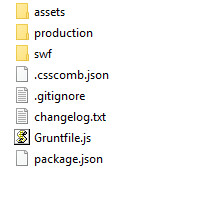 assets
production
swf
.csscomb.json
.gitignore
changelog.txt
Gruntfile.js
package.json